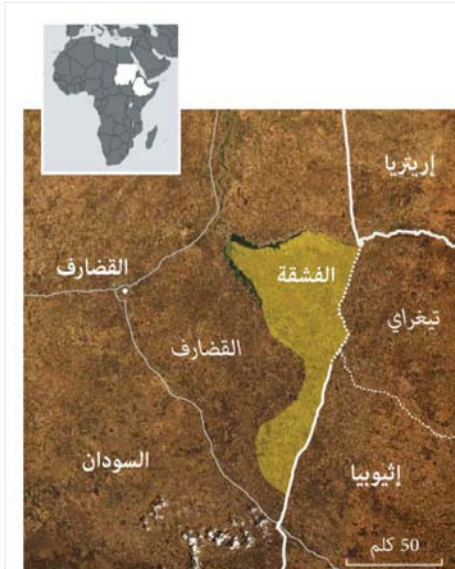 إريتريا
الفشقة
القضارف
تيغراي
القضارف
السودان
إثيوبيا
50 كلم